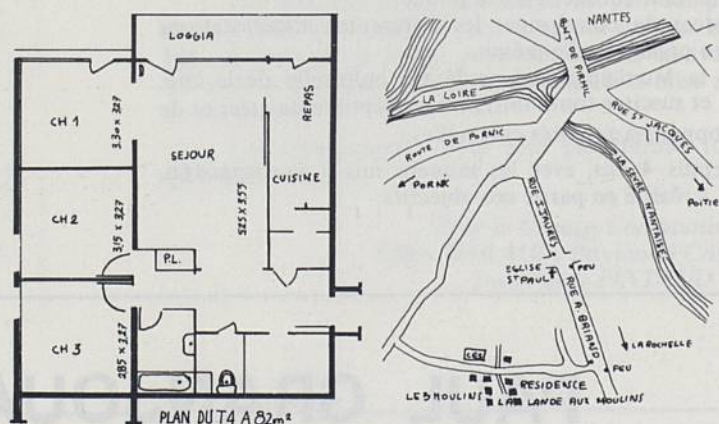 LOGGIA
CH 1
3.30 x 3.27
SEJOUR
REPAS
CUISINE
5.25 x 3.55
CH 2
3.15 x 3.27
P.L.
CH 3
2.85 x 3.27
PLAN DU T4 A 82m²
NANTES
PONT DE PIRMIL
LA LOIRE
RUE ST JACQUES
ROUTE DE PORNIC
PORNIC
LA SEVRE NANTAISE
POITIE
RUE J. JAURES
EGLISE
ST PAUL
FEU
RUE A. BRIAND
LA ROCHELLE
CES
FEU
RESIDENCE
LES 3 MOULINS
LA LANDE AUX MOULINS